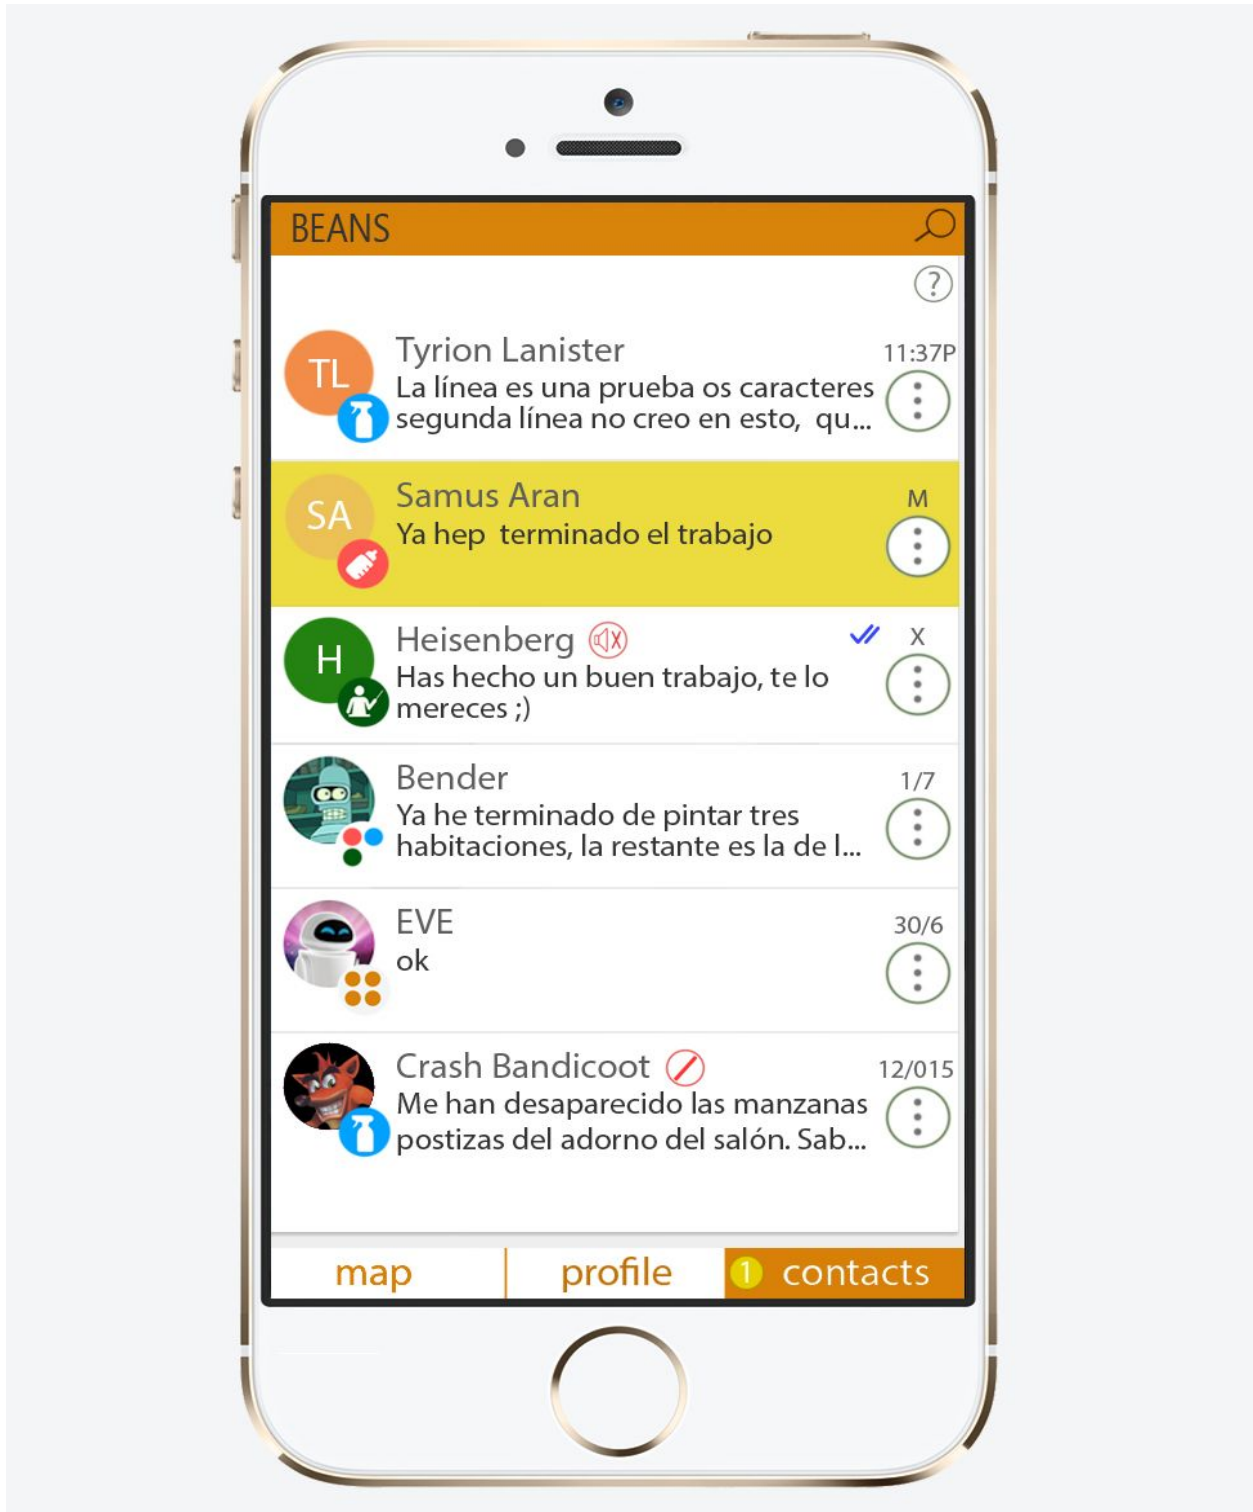 BEANS
?
Tyrion Lanister
11:37P
TL
La línea es una prueba os caracteres
segunda línea no creo en esto, qu...
Samus Aran
M
SA
Ya hep terminado el trabajo
Heisenberg
X
H
Has hecho un buen trabajo, te lo
mereces ;)
Bender
1/7
Ya he terminado de pintar tres
habitaciones, la restante es la de l...
EVE
30/6
ok
Crash Bandicoot
12/015
Me han desaparecido las manzanas
postizas del adorno del salón. Sab...
map
profile
1 contacts